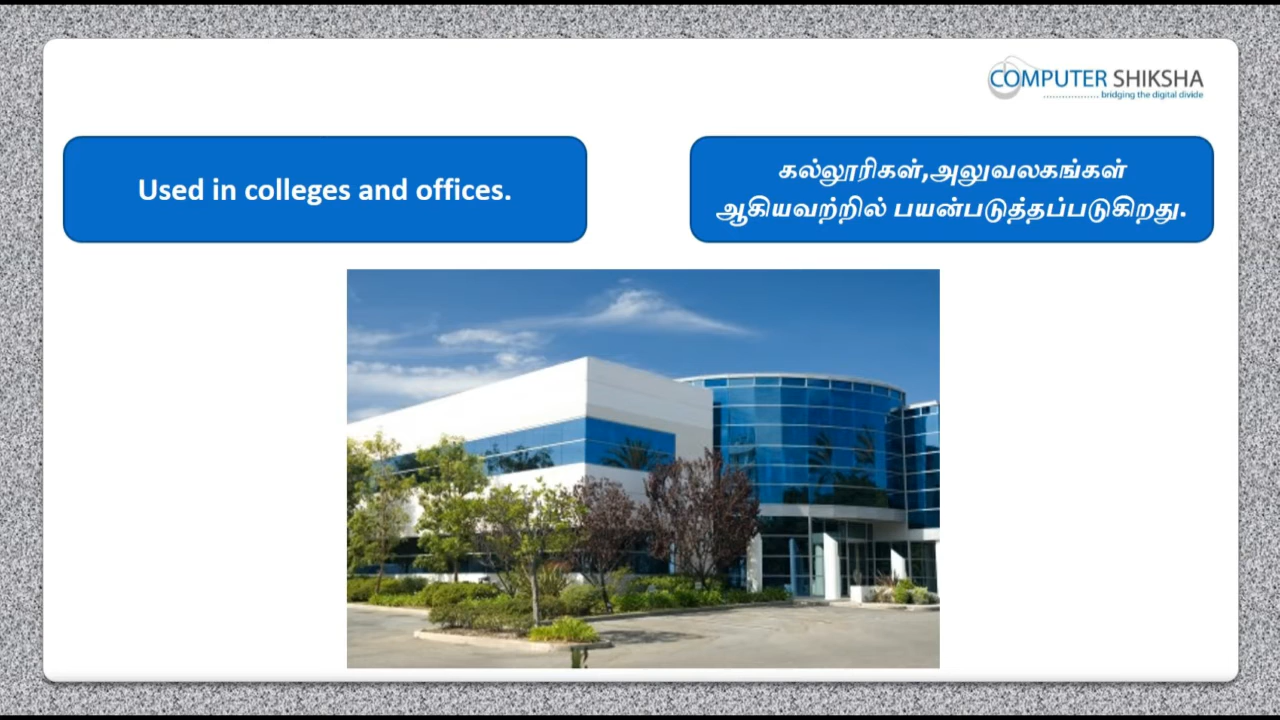 COMPUTER SHIKSHA
bridging the digital divide
Used in colleges and offices.
கல்லூரிகள்,அலுவலகங்கள்
ஆகியவற்றில் பயன்படுத்தப்படுகிறது.